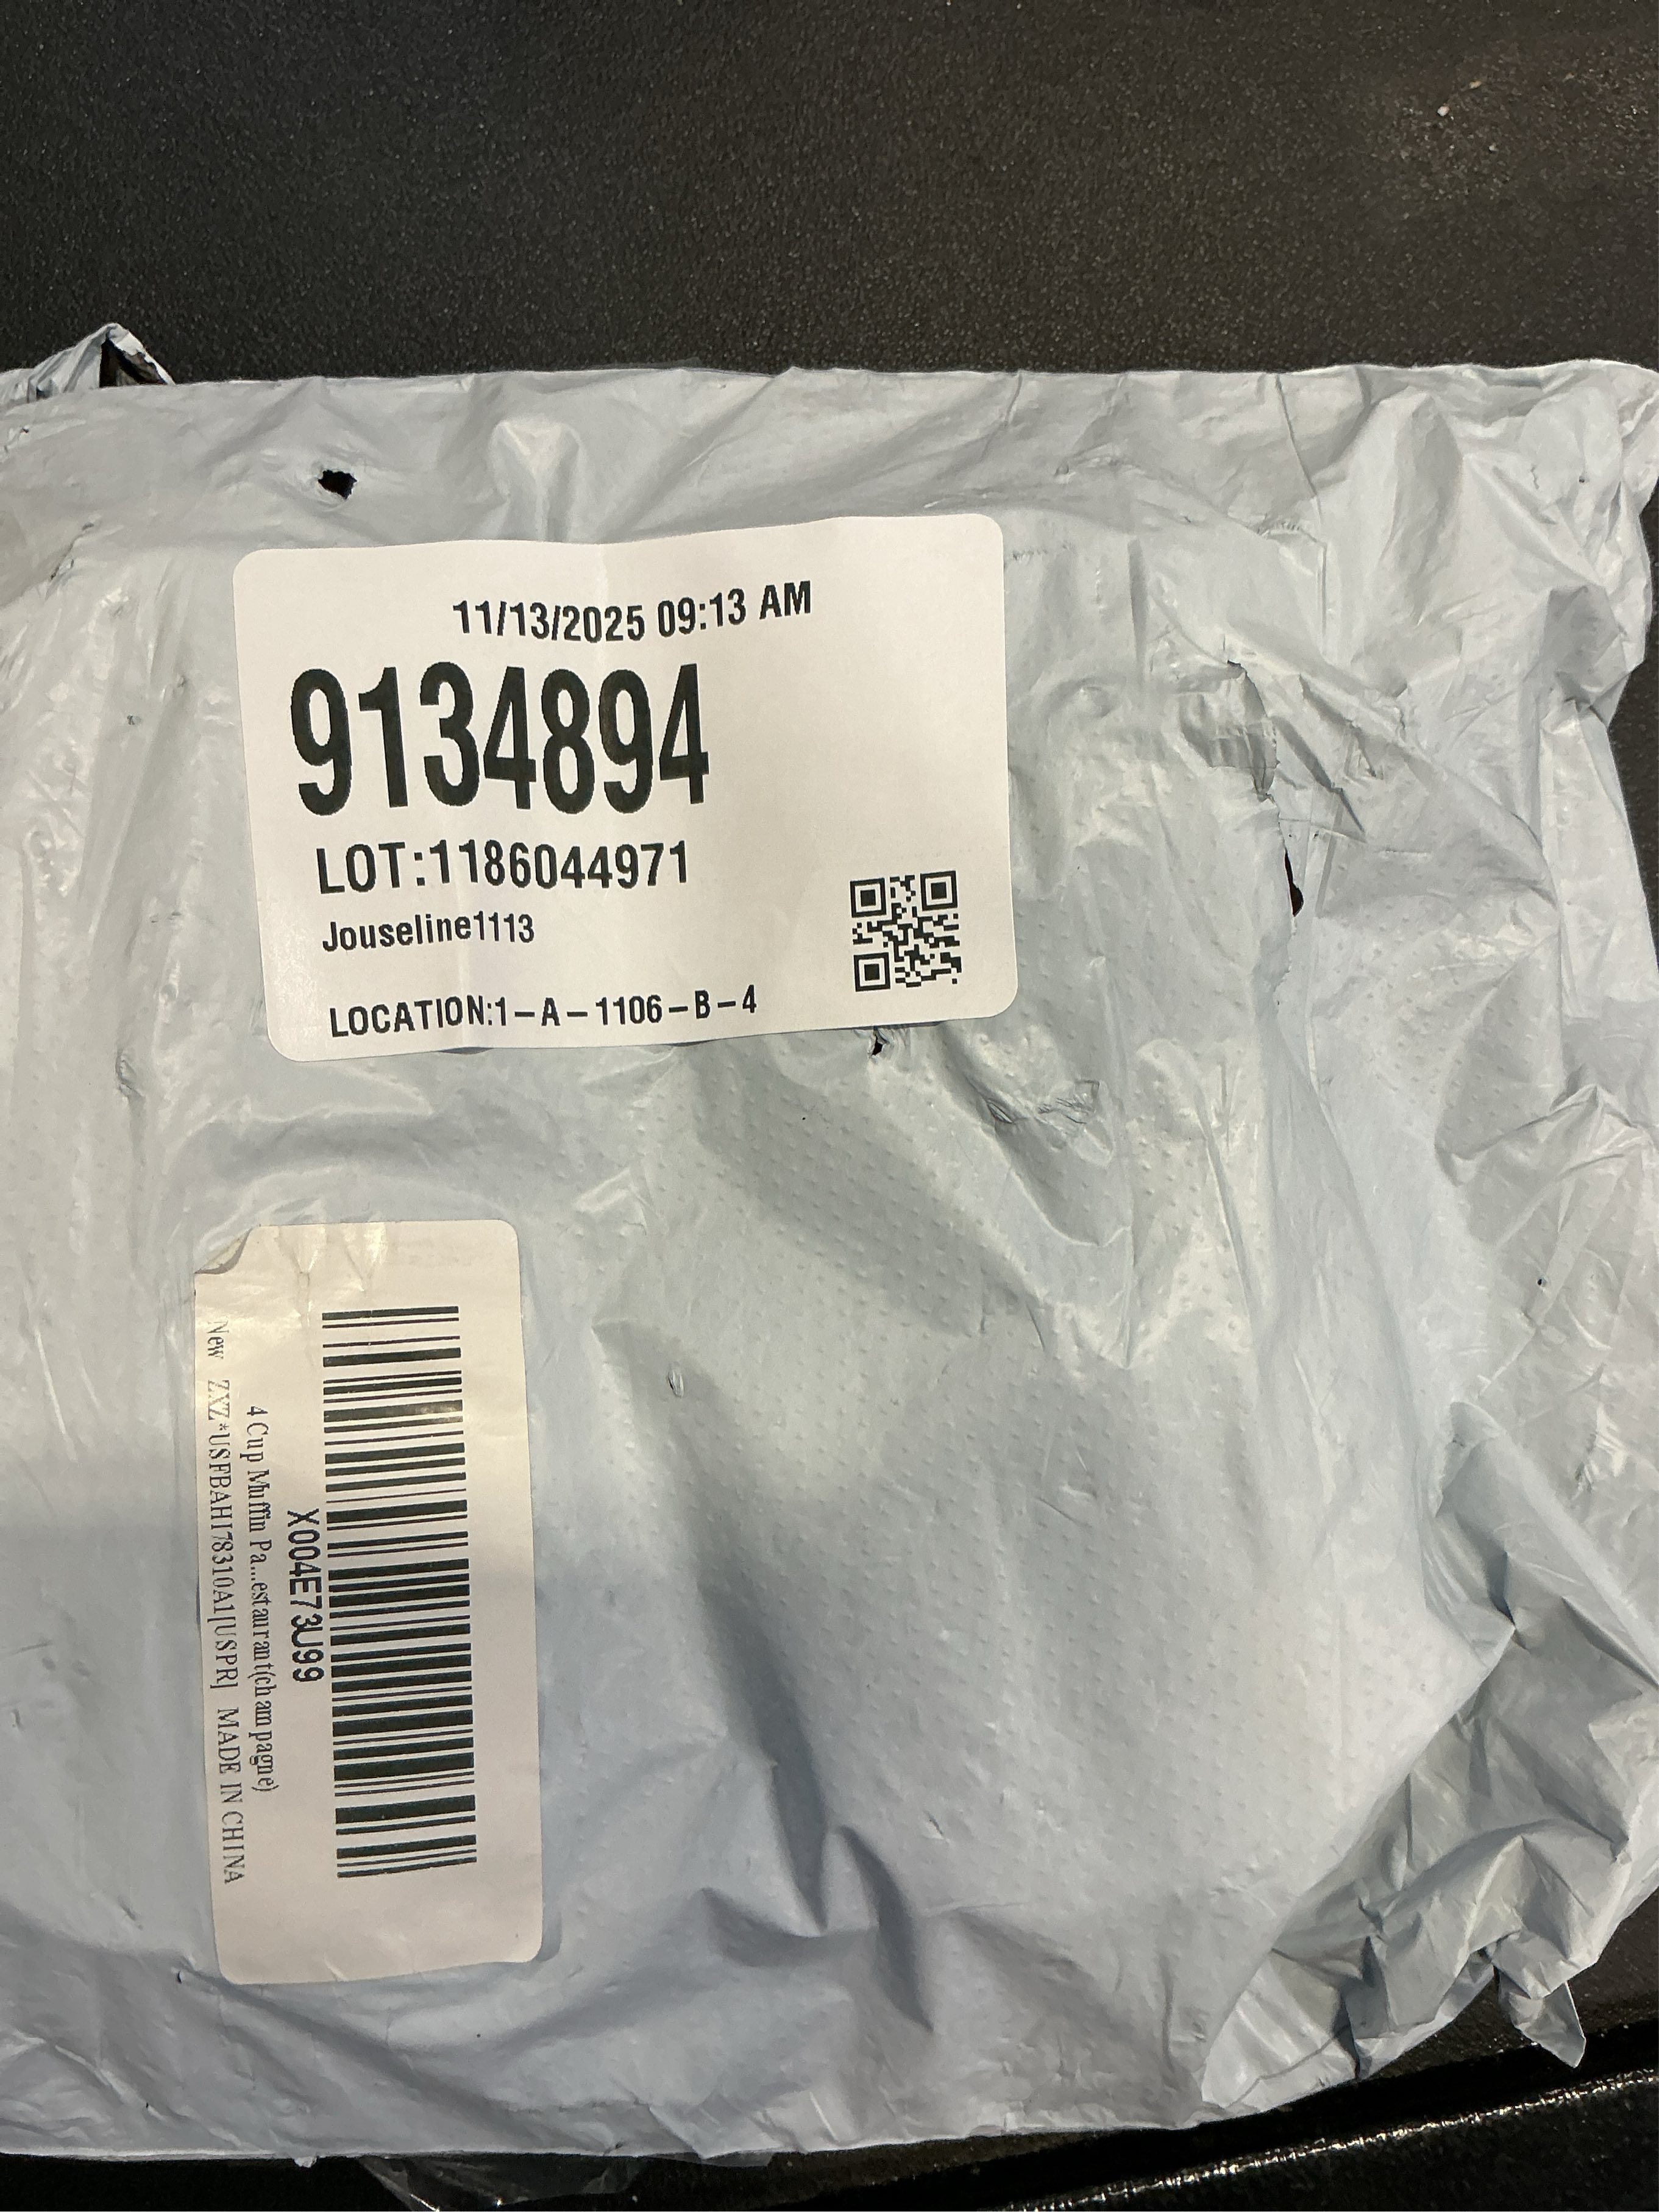 11/13/2025 09:13 AM
9134894
LOT:1186044971
Jouseline1113
LOCATION:1-A-1106-B-4
X004E73U99
4 Cup Muffin Pa...estaurant(champagne)
New ZXZ*USFBAHI78310A1[USPR] MADE IN CHINA